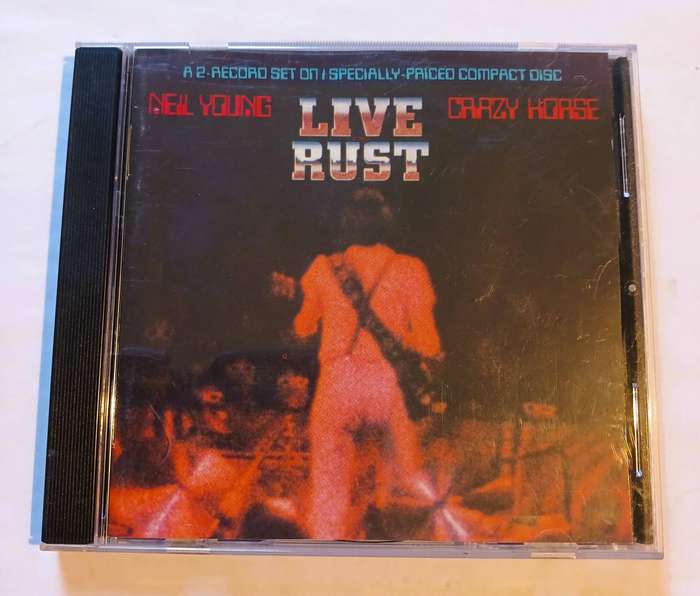 A 2-RECORD SET ON 1 SPECIALLY-PRICED COMPACT DISC
NEIL YOUNG LIVE CRAZY HORSE
RUST